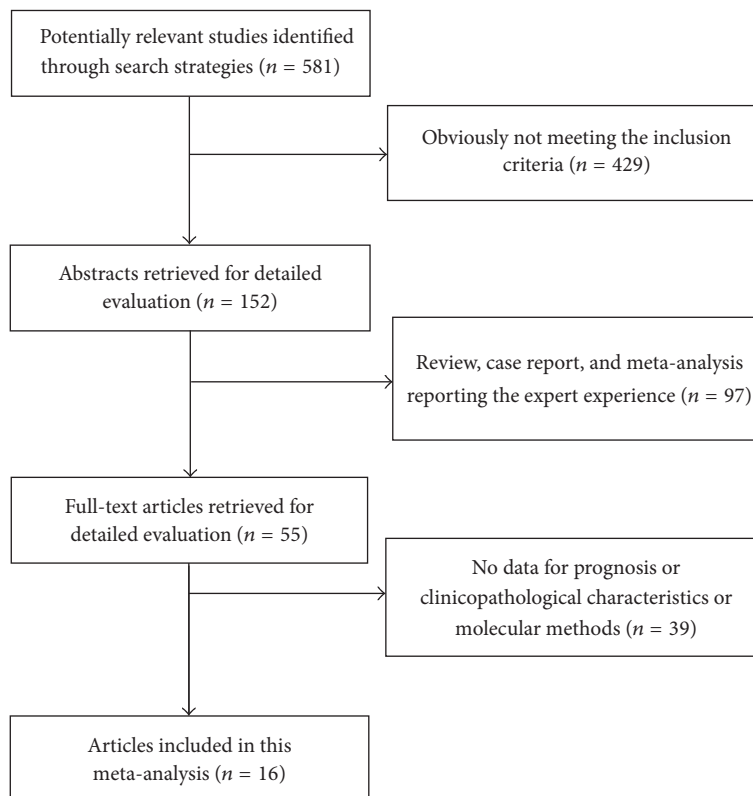 Potentially relevant studies identified
through search strategies (n = 581)
Obviously not meeting the inclusion
criteria (n = 429)
Abstracts retrieved for detailed
evaluation (n = 152)
Review, case report, and meta-analysis
reporting the expert experience (n = 97)
Full-text articles retrieved for
detailed evaluation (n = 55)
No data for prognosis or
clinicopathological characteristics or
molecular methods (n = 39)
Articles included in this
meta-analysis (n = 16)